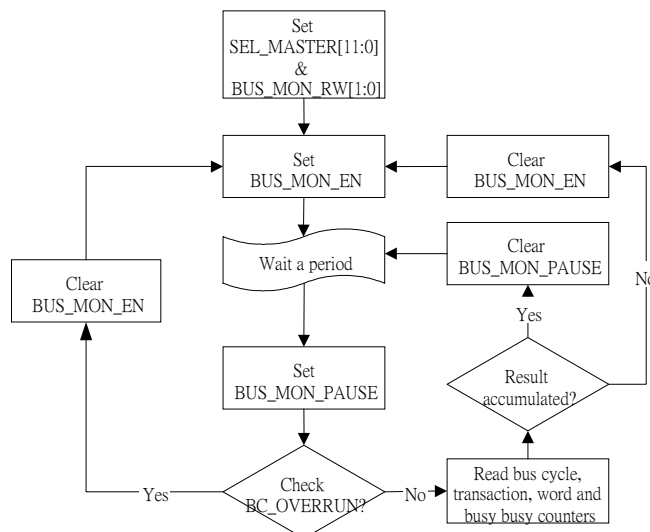 Set
SEL_MASTER[11:0]
&
BUS_MON_RW[1:0]
Set
BUS_MON_EN
Clear
BUS_MON_EN
Wait a period
Clear
BUS_MON_PAUSE
Clear
BUS_MON_EN
No
Yes
Set
BUS_MON_PAUSE
Result
accumulated?
Check
BC_OVERRUN?
Yes
No
Read bus cycle,
transaction, word and
busy busy counters